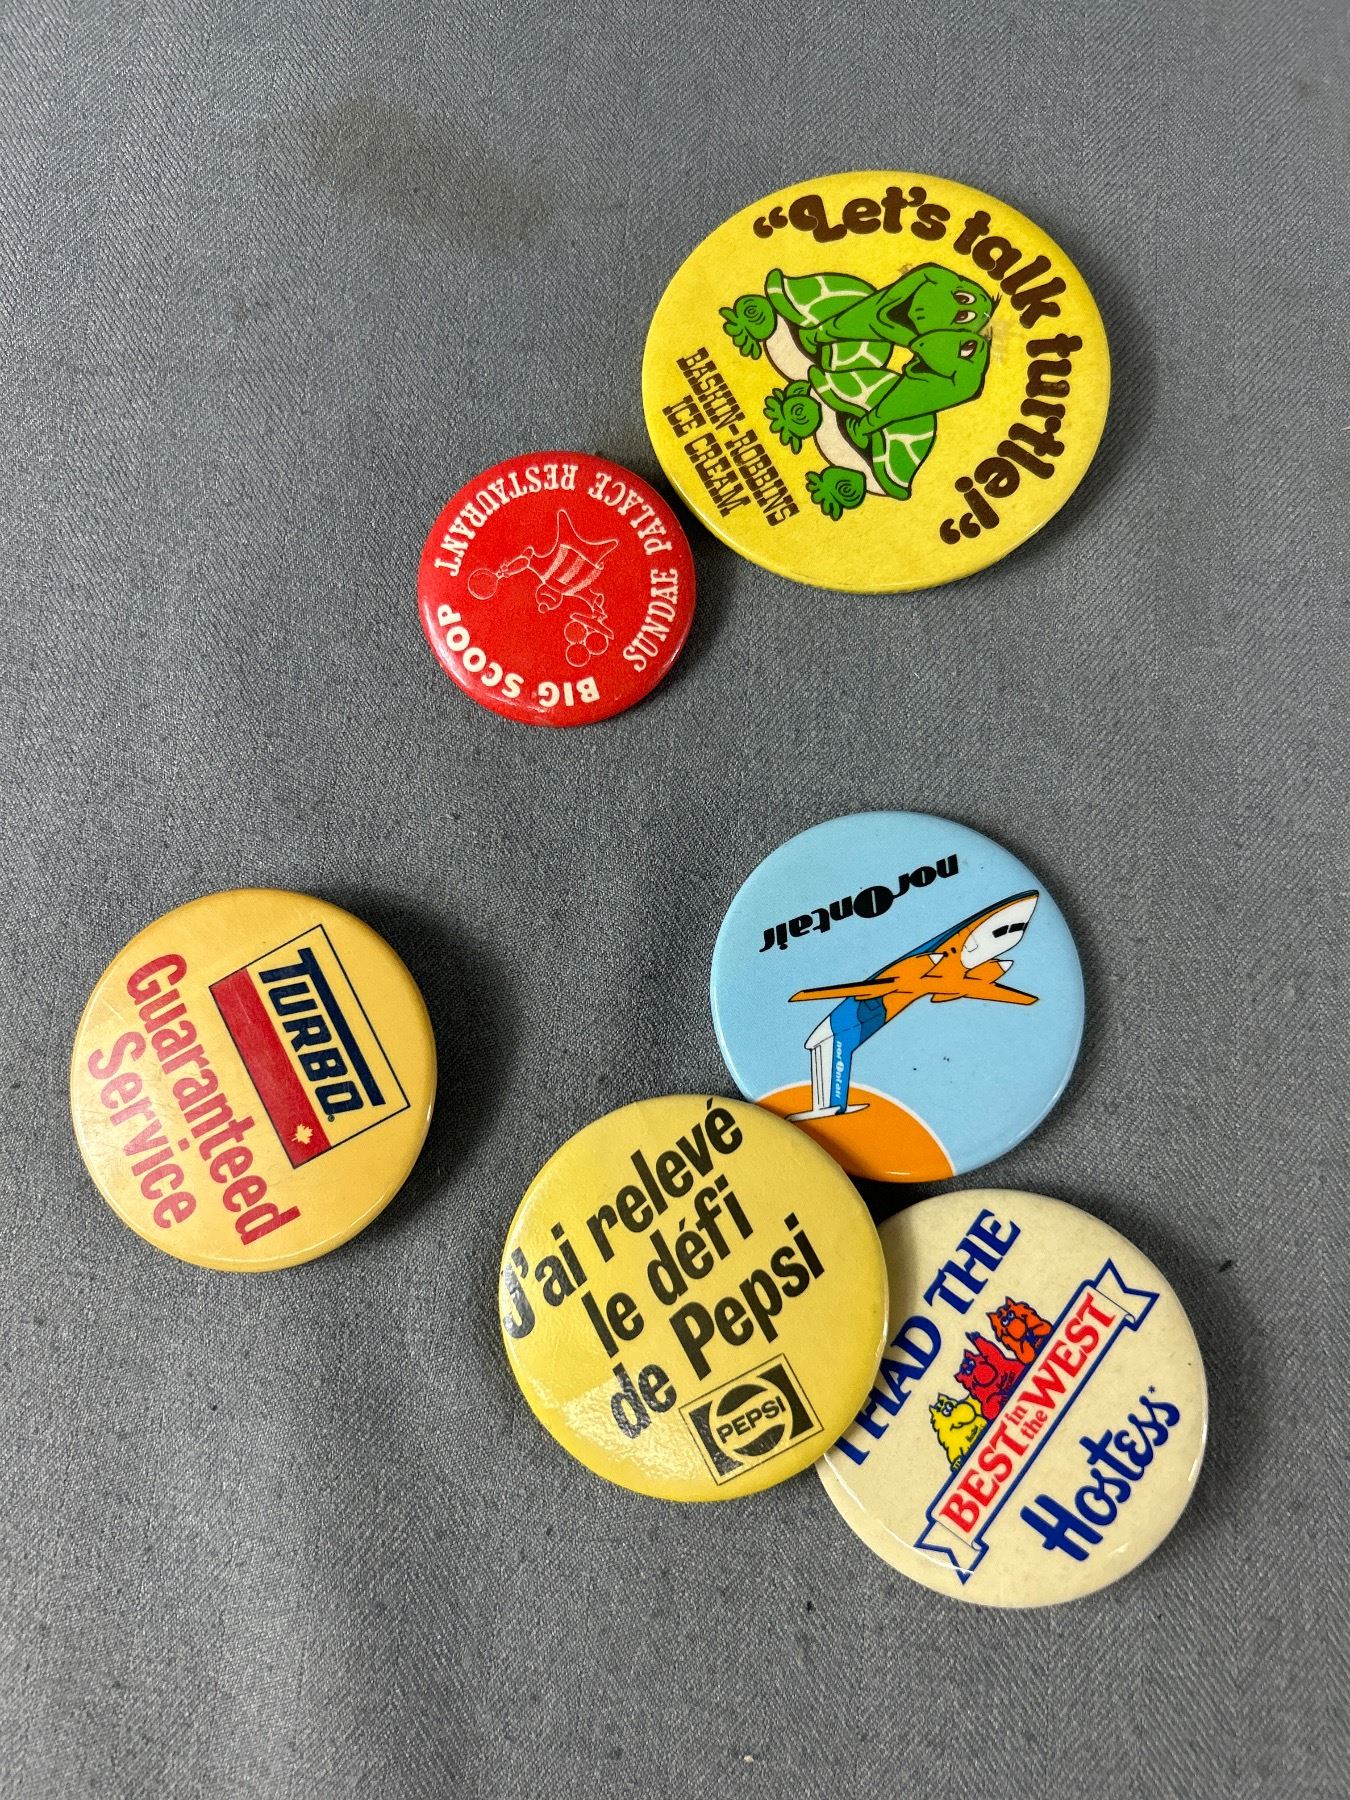 "Let's talk turtle!"
BASKIN-ROBBINS
ICE CREAM
BIG SCOOP
SUNDAE PALACE RESTAURANT
norOntair
norOntair
TURBO
Guaranteed
Service
J'ai relevé
le défi
de Pepsi
PEPSI
I HAD THE
BEST in the WEST
Hostess*